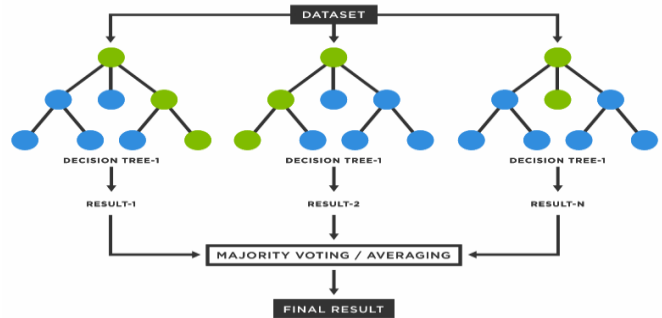 DATASET
DECISION TREE-1 DECISION TREE-1 DECISION TREE-1
RESULT-1 RESULT-2 RESULT-N
MAJORITY VOTING / AVERAGING
FINAL RESULT